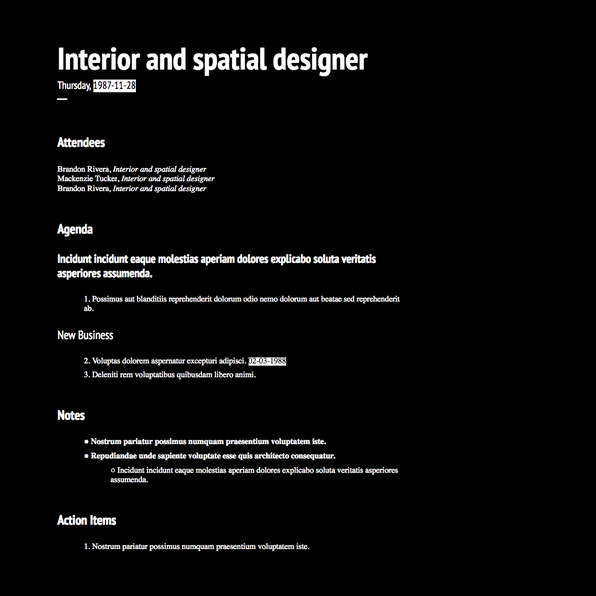 Interior and spatial designer
Thursday, 1987-11-28
Attendees
Brandon Rivera, Interior and spatial designer
Mackenzie Tucker, Interior and spatial designer
Brandon Rivera, Interior and spatial designer
Agenda
Incidunt incidunt eaque molestias aperiam dolores explicabo soluta veritatis
asperiores assumenda.
1. Possimus aut blanditiis reprehenderit dolorum odio nemo dolorum aut beatae sed reprehenderit
ab.
New Business
2. Voluptas dolorem aspernatur excepturi adipisci. 02-03-1988
3. Deleniti rem voluptatibus quibusdam libero animi.
Notes
● Nostrum pariatur possimus numquam praesentium voluptatem iste.
● Repudiandae unde sapiente voluptate esse quis architecto consequatur.
○ Incidunt incidunt eaque molestias aperiam dolores explicabo soluta veritatis asperiores
assumenda.
Action Items
1. Nostrum pariatur possimus numquam praesentium voluptatem iste.